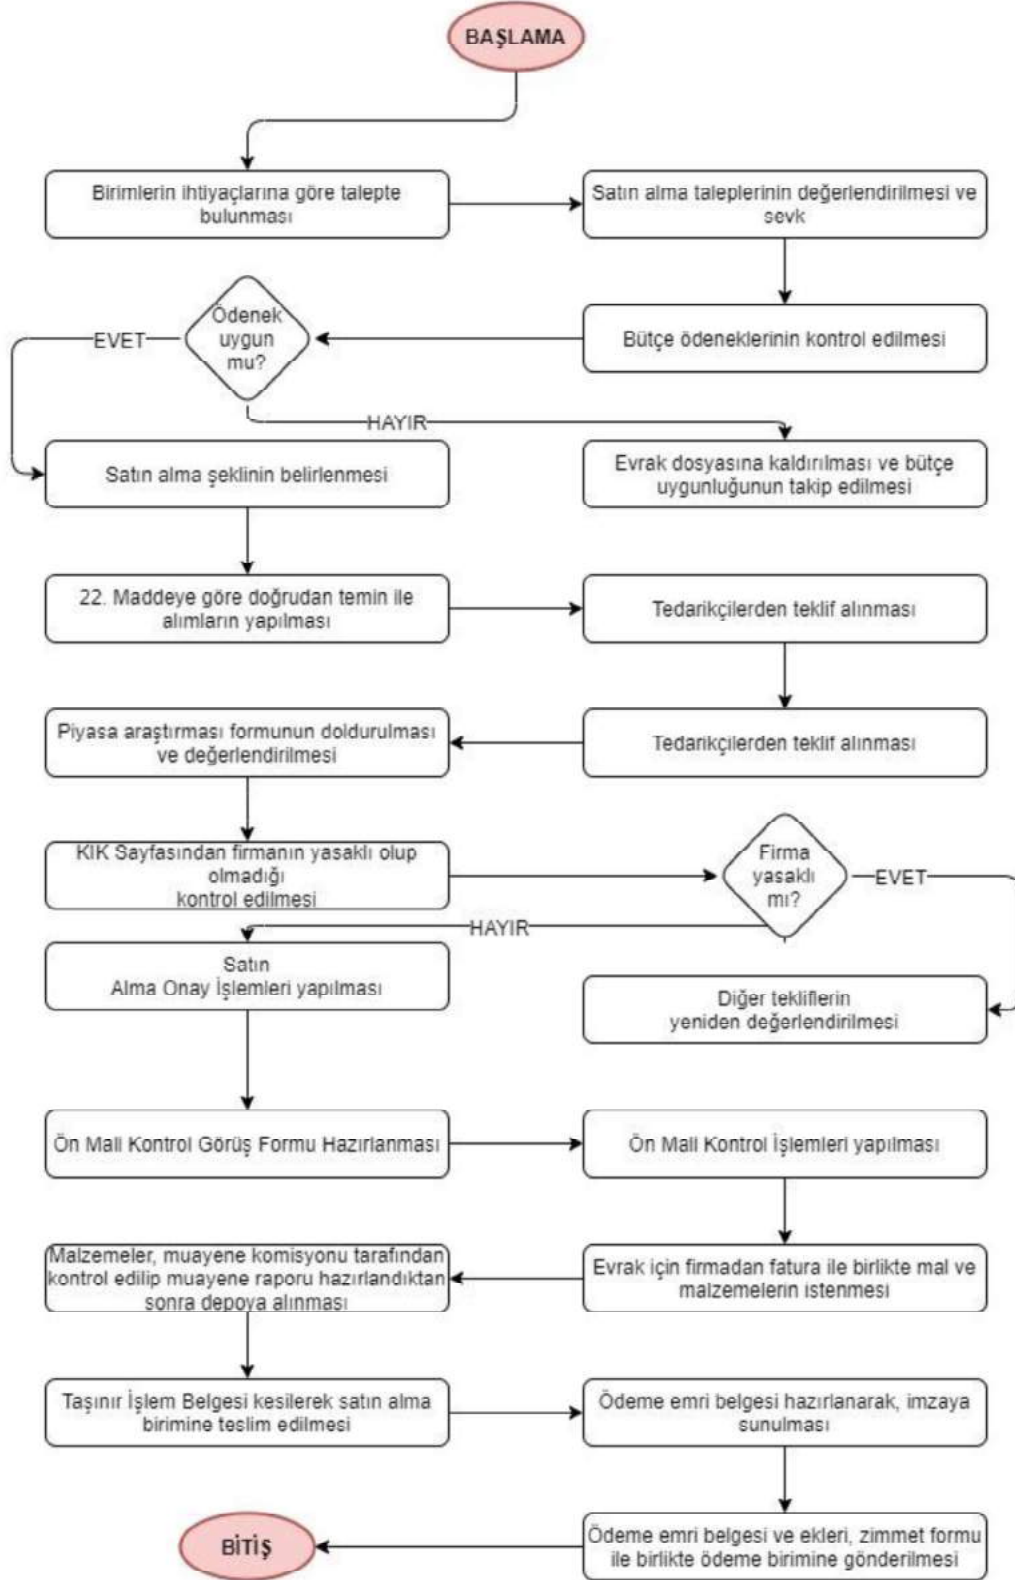 BAŞLAMA
Birimlerin ihtiyaçlarına göre talepte
bulunması
Satın alma taleplerinin değerlendirilmesi ve
sevk
Bütçe ödeneklerinin kontrol edilmesi
Ödenek
uygun
mu?
EVET
HAYIR
Satın alma şeklinin belirlenmesi
Evrak dosyasına kaldırılması ve bütçe
uygunluğunun takip edilmesi
22. Maddeye göre doğrudan temin ile
alımların yapılması
Tedarikçilerden teklif alınması
Tedarikçilerden teklif alınması
Piyasa araştırması formunun doldurulması
ve değerlendirilmesi
KIK Sayfasından firmanın yasaklı olup
olmadığı
kontrol edilmesi
Firma
yasaklı
mı?
EVET
HAYIR
Satın
Alma Onay İşlemleri yapılması
Diğer tekliflerin
yeniden değerlendirilmesi
Ön Mali Kontrol Görüş Formu Hazırlanması
Ön Mali Kontrol İşlemleri yapılması
Evrak için firmadan fatura ile birlikte mal ve
malzemelerin istenmesi
Malzemeler, muayene komisyonu tarafından
kontrol edilip muayene raporu hazırlandıktan
sonra depoya alınması
Taşınır İşlem Belgesi kesilerek satın alma
birimine teslim edilmesi
Ödeme emri belgesi hazırlanarak, imzaya
sunulması
Ödeme emri belgesi ve ekleri, zimmet formu
ile birlikte ödeme birimine gönderilmesi
BİTİŞ